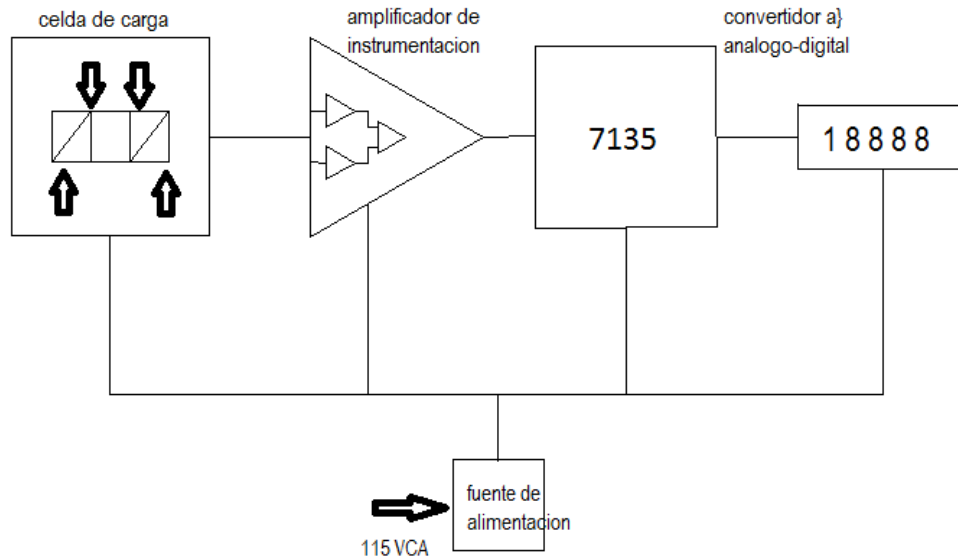 celda de carga
amplificador de
instrumentacion
convertidor a}
analogo-digital
7135
18888
fuente de
alimentacion
115 VCA